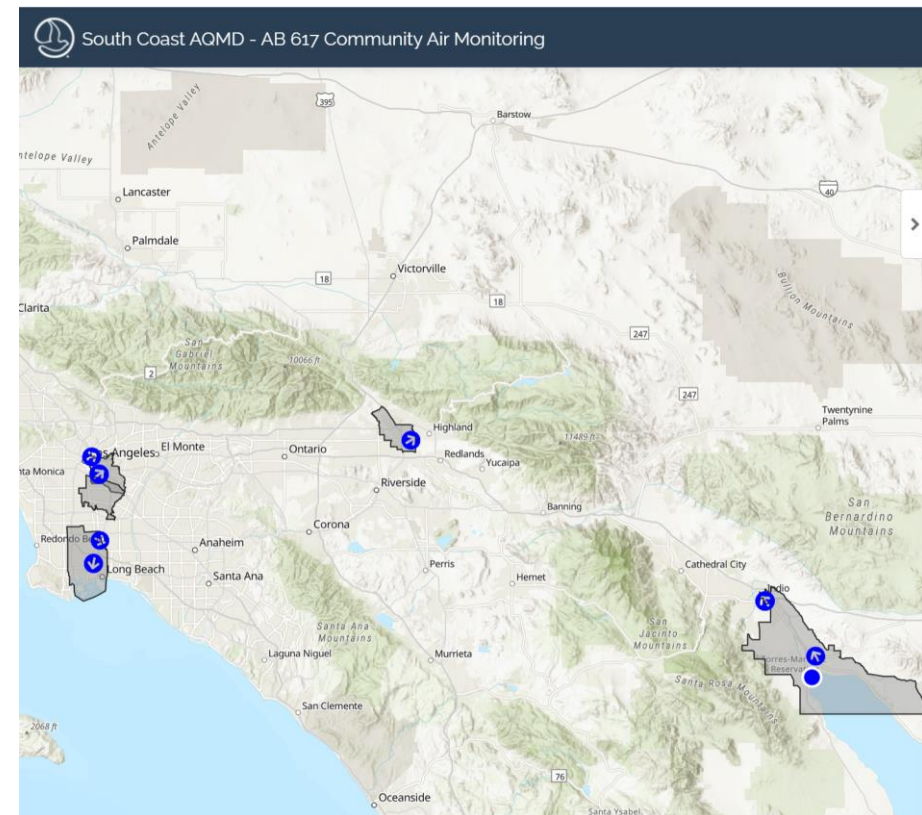 South Coast AQMD - AB 617 Community Air Monitoring
395
Barstow
Antelope Valley
ntelope Valley
Lancaster
40
Palmdale
Victorville
18
18
Bullion Mountains
Clarita
247
San
Gabriel
Mountains
10066 ft
2
247
Twentynine
Palms
Highland
11489 ft
El Monte
Ontario
Redlands
Yucaipa
nta Monica
Riverside
San
Bernardino
Mountains
Banning
Corona
Redondo
Anaheim
Perris
Cathedral City
Long Beach
Hemet
Santa Ana
San
Jacinto
Mountains
Santa Ana
Mountains
Laguna Niguel
Murrieta
Reservat
Santa Rosa Mountains
San Clemente
2068 ft
76
Oceanside
Santa Ysabel